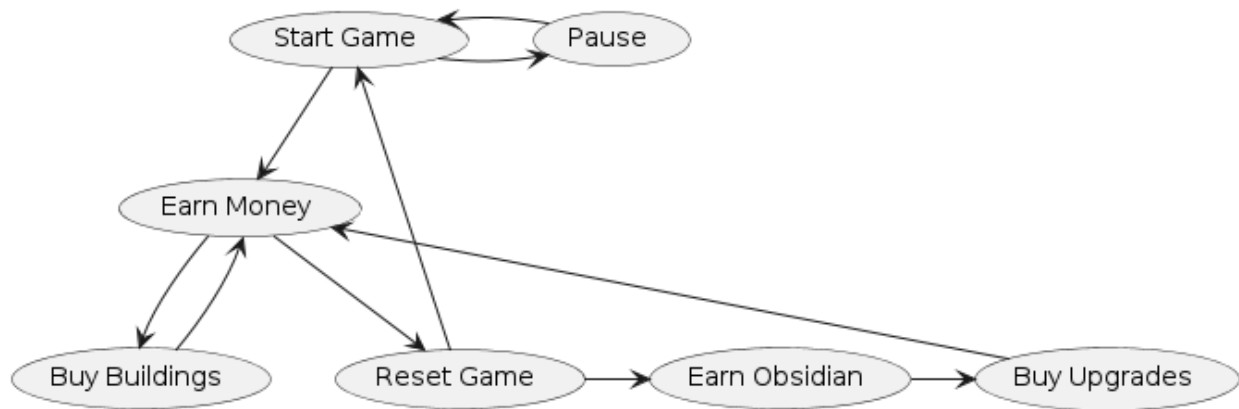 Start Game
Pause
Earn Money
Buy Buildings
Reset Game
Earn Obsidian
Buy Upgrades